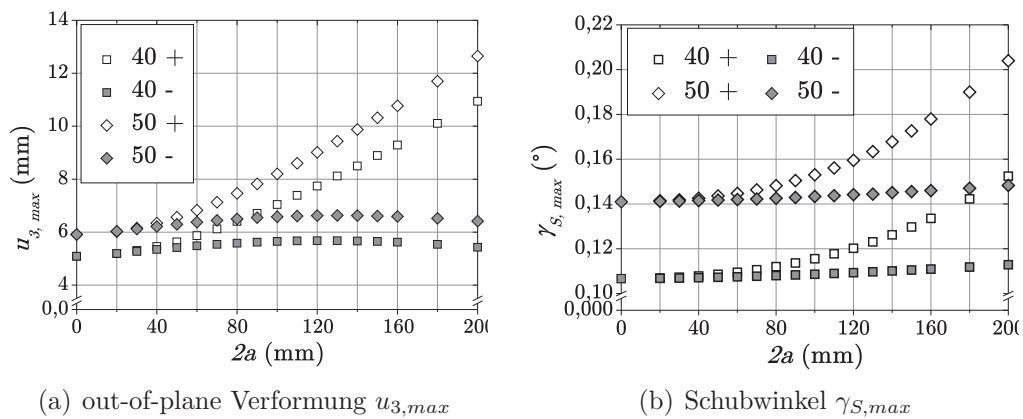 14
12
10
8
6
4
0,0
u3, max (mm)
40 +
40 -
50 +
50 -
0 40 80 120 160 200
2a (mm)
(a) out-of-plane Verformung u3,max
0,22
0,20
0,18
0,16
0,14
0,12
0,10
0,000
γS, max (°)
40 + 40 -
50 + 50 -
0 40 80 120 160 200
2a (mm)
(b) Schubwinkel γS,max